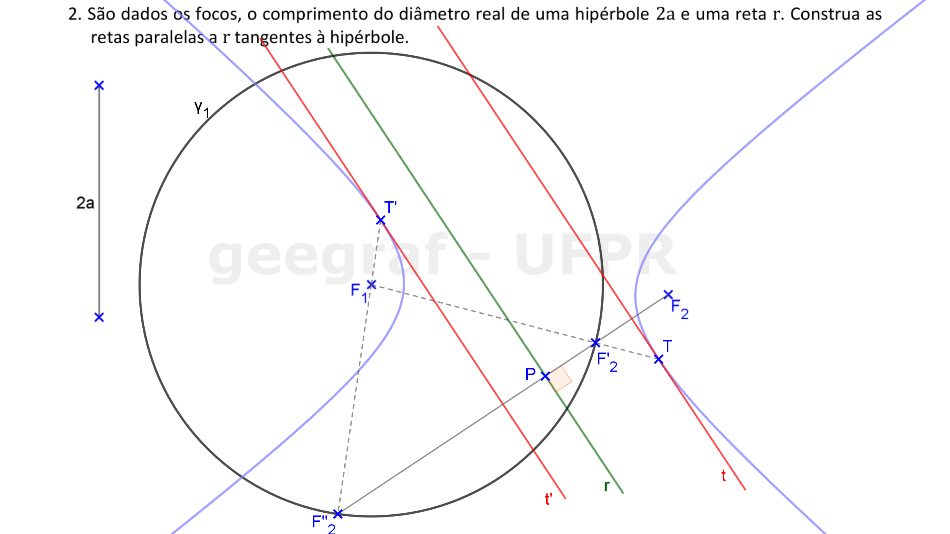 2. São dados os focos, o comprimento do diâmetro real de uma hipérbole 2a e uma reta r. Construa as
retas paralelas a r tangentes à hipérbole.
γ1
2a
T'
geegraf - UFPR
F1
F2
T
F'2
P
t
r
t'
F''2